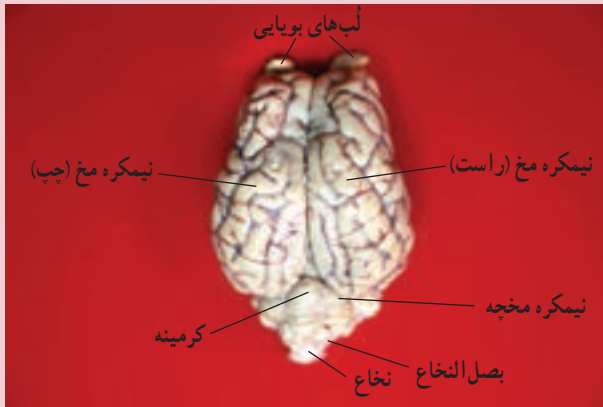 لُب‌های بویایی
نیمکره مخ (راست)
نیمکره مخ (چپ)
نیمکره مخچه
کرمینه
بصل‌النخاع
نخاع